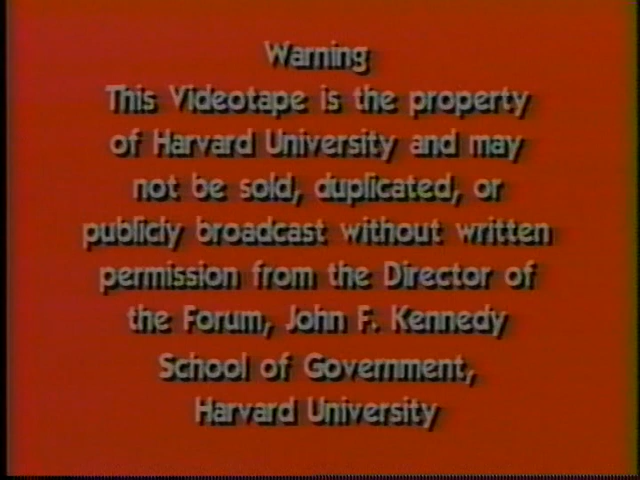 Warning
This Videotape is the property
of Harvard University and may
not be sold, duplicated, or
publicly broadcast without written
permission from the Director of
the Forum, John F. Kennedy
School of Government,
Harvard University